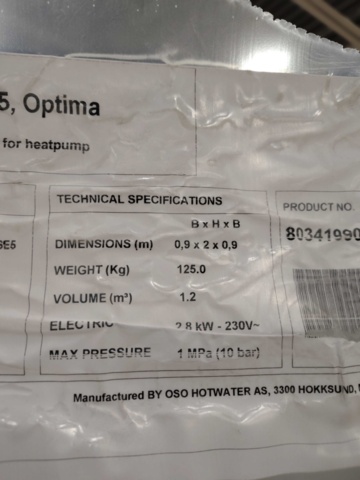 5, Optima
for heatpump
TECHNICAL SPECIFICATIONS
B x H x B
DIMENSIONS (m) 0,9 x 2 x 0,9
WEIGHT (Kg) 125.0
VOLUME (m³) 1.2
ELECTRIC 2.8 kW - 230V~
MAX PRESSURE 1 MPa (10 bar)
PRODUCT NO.
80341990
Manufactured BY OSO HOTWATER AS, 3300 HOKKSUND,